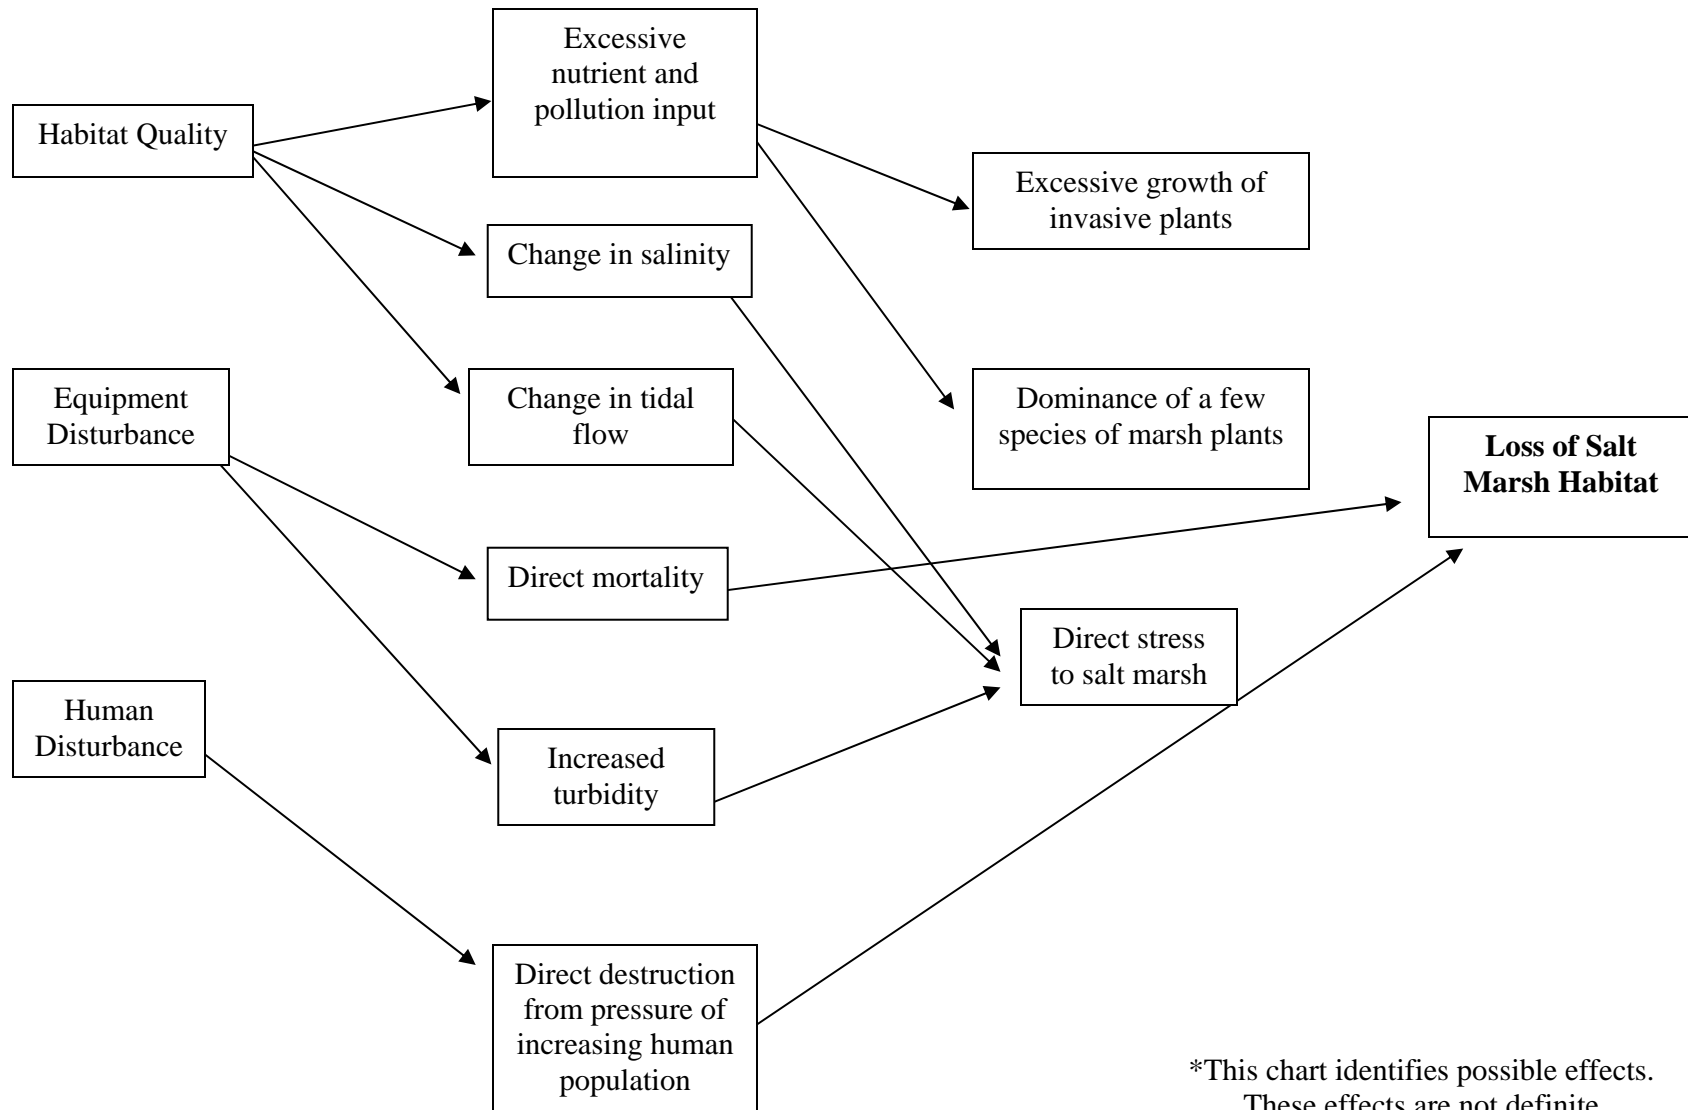 Habitat Quality
Equipment
Disturbance
Human
Disturbance
Excessive
nutrient and
pollution input
Change in salinity
Change in tidal
flow
Direct mortality
Increased
turbidity
Direct destruction
from pressure of
increasing human
population
Excessive growth of
invasive plants
Dominance of a few
species of marsh plants
Direct stress
to salt marsh
Loss of Salt
Marsh Habitat
*This chart identifies possible effects.
These effects are not definite